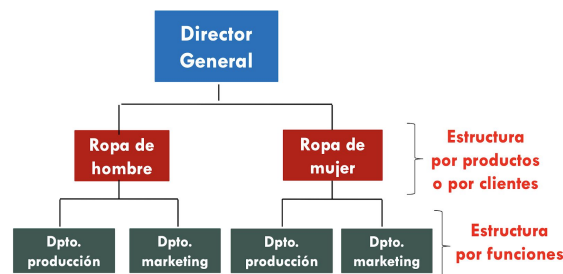 Director
General
Ropa de
hombre
Ropa de
mujer
Estructura
por productos
o por clientes
Dpto.
producción
Dpto.
marketing
Dpto.
producción
Dpto.
marketing
Estructura
por funciones